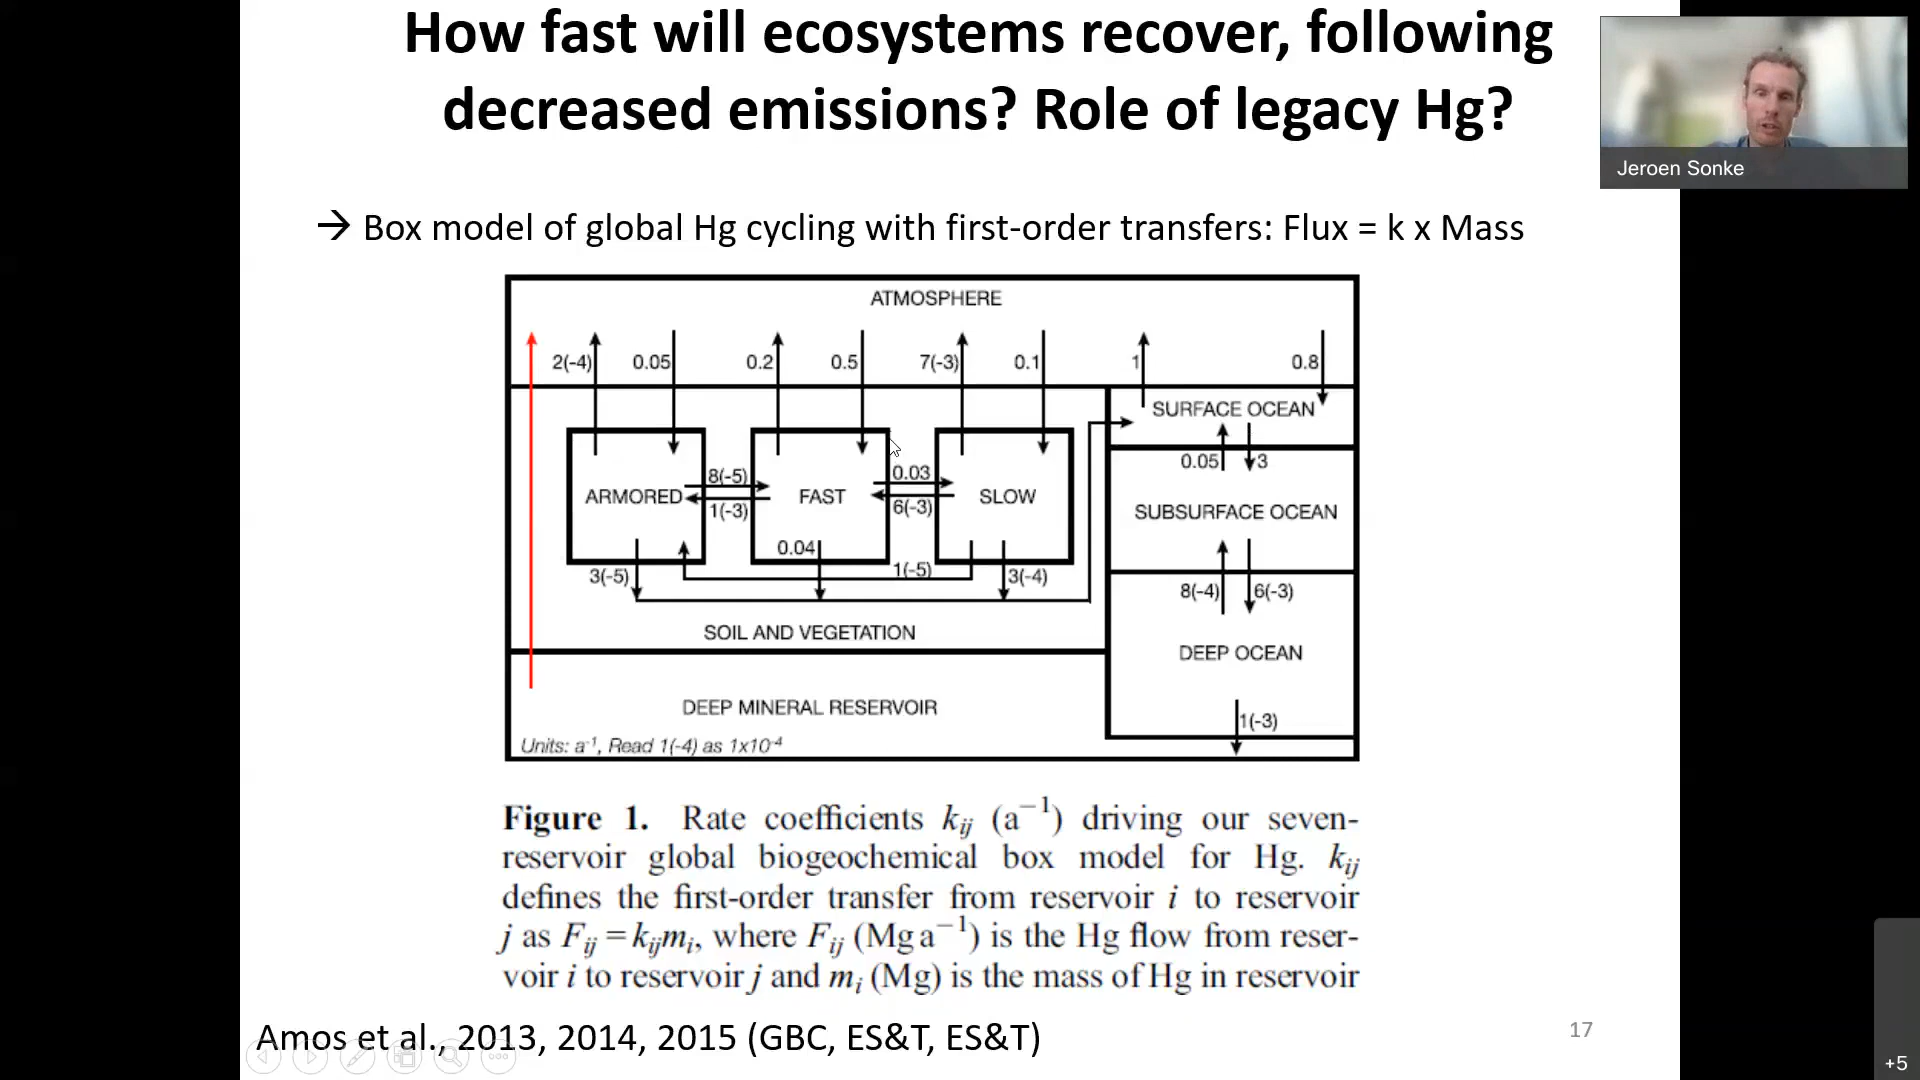 How fast will ecosystems recover, following
decreased emissions? Role of legacy Hg?
Jeroen Sonke
→ Box model of global Hg cycling with first-order transfers: Flux = k x Mass
ATMOSPHERE
2(-4) 0.05 0.2 0.5 7(-3) 0.1 1 0.8
SURFACE OCEAN
0.05 3
8(-5) 0.03
ARMORED FAST SLOW
1(-3) 6(-3)
SUBSURFACE OCEAN
0.04
3(-5) 1(-5) 3(-4)
8(-4) 6(-3)
SOIL AND VEGETATION
DEEP OCEAN
DEEP MINERAL RESERVOIR
1(-3)
Units: a⁻¹, Read 1(-4) as 1x10⁻⁴
Figure 1. Rate coefficients kij (a⁻¹) driving our seven-
reservoir global biogeochemical box model for Hg. kij
defines the first-order transfer from reservoir i to reservoir
j as Fij = kijmi, where Fij (Mg a⁻¹) is the Hg flow from reser-
voir i to reservoir j and mi (Mg) is the mass of Hg in reservoir
Amos et al., 2013, 2014, 2015 (GBC, ES&T, ES&T)
17
+5